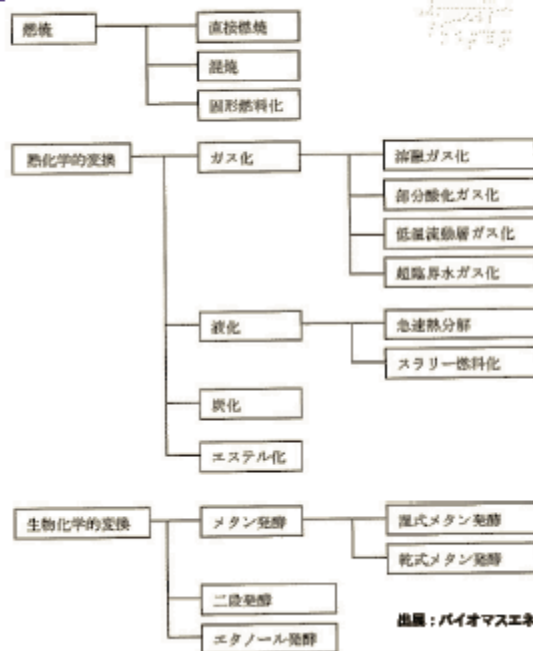 燃焼
直接燃焼
混焼
固形燃料化
熱化学的変換
ガス化
溶融ガス化
部分酸化ガス化
低温流動層ガス化
超臨界水ガス化
液化
急速熱分解
スラリー燃料化
炭化
エステル化
生物化学的変換
メタン発酵
湿式メタン発酵
乾式メタン発酵
二段発酵
エタノール発酵
出展:バイオマスエネ